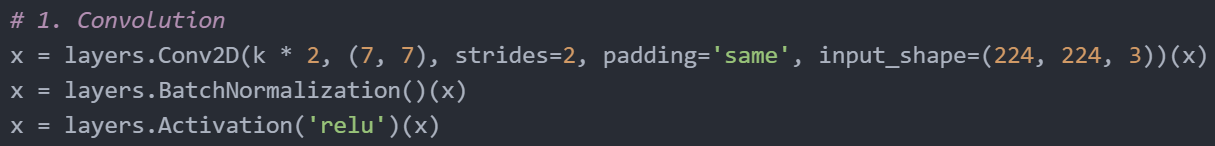 # 1. Convolution
x = layers.Conv2D(k * 2, (7, 7), strides=2, padding='same', input_shape=(224, 224, 3))(x)
x = layers.BatchNormalization()(x)
x = layers.Activation('relu')(x)